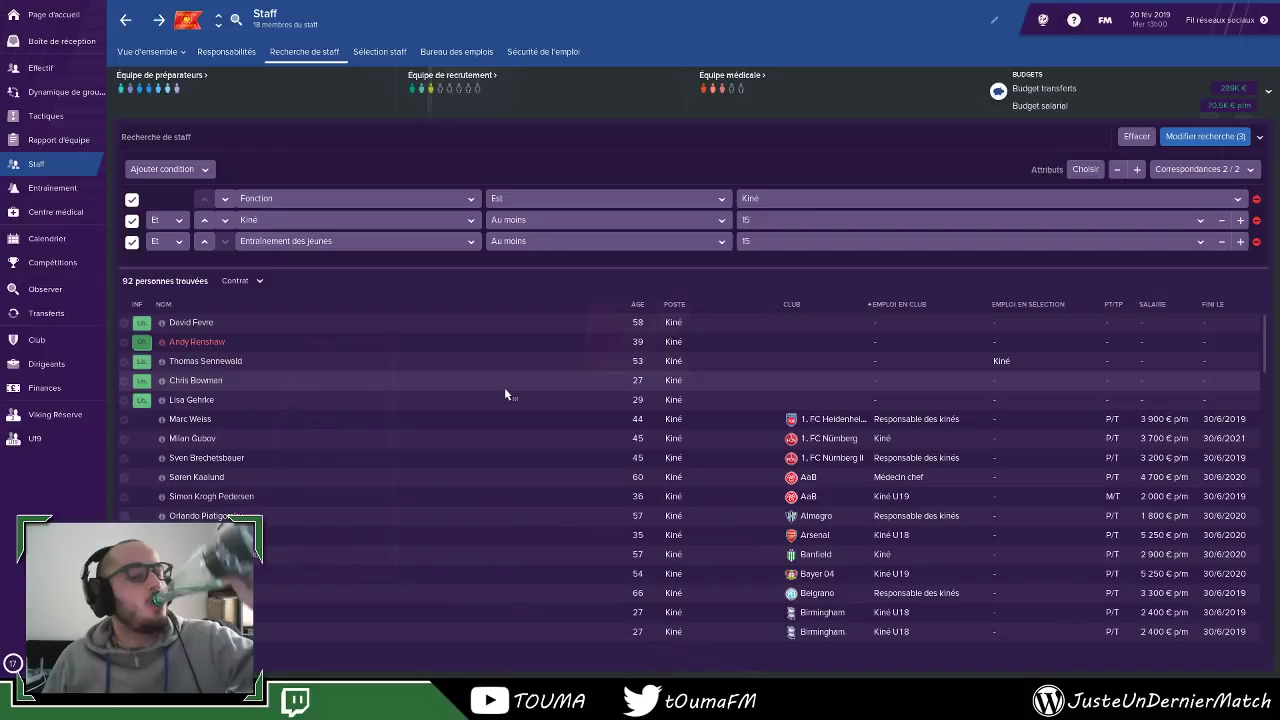 Page d'accueil
Boîte de réception
Effectif
Dynamique de grou...
Tactiques
Rapport d'équipe
Staff
Entraînement
Centre médical
Calendrier
Compétitions
Observer
Transferts
Club
Dirigeants
Finances
Viking Réserve
U19
17
Staff
18 membres du staff
FM
20 fév 2019
Mer 13h00
Fil réseaux sociaux
Vue d'ensemble
Responsabilités
Recherche de staff
Sélection staff
Bureau des emplois
Sécurité de l'emploi
Équipe de préparateurs >
Équipe de recrutement >
Équipe médicale >
BUDGETS
Budget transferts
289K €
Budget salarial
70,5K € p/m
Recherche de staff
Effacer
Modifier recherche (3)
Ajouter condition
Attributs
Choisir
Correspondances 2 / 2
Fonction Est Kiné
Et Kiné Au moins 15
Et Entraînement des jeunes Au moins 15
92 personnes trouvées
Contrat
INF NOM AGE POSTE CLUB EMPLOI EN CLUB EMPLOI EN SÉLECTION PT/TP SALAIRE FINI LE
Lib. David Fevre 58 Kiné - - - - -
Andy Renshaw 39 Kiné - - - - -
Lib. Thomas Sennewald 53 Kiné - Kiné - - -
Lib. Chris Bowman 27 Kiné - - - - -
Lib. Lisa Gehrke 29 Kiné - - - - -
Marc Weiss 44 Kiné 1. FC Heidenhei... Responsable des kinés - P/T 3 900 € p/m 30/6/2019
Milan Gubov 45 Kiné 1. FC Nürnberg Kiné - P/T 3 700 € p/m 30/6/2021
Sven Brechetsbauer 45 Kiné 1. FC Nürnberg II Responsable des kinés - P/T 3 200 € p/m 30/6/2019
Søren Kaalund 60 Kiné AaB Médecin chef - P/T 4 700 € p/m 30/6/2020
Simon Krogh Pedersen 36 Kiné AaB Kiné U19 - M/T 2 000 € p/m 30/6/2019
Orlando 57 Kiné Almagro Responsable des kinés - P/T 1 800 € p/m 30/6/2020
35 Kiné Arsenal Kiné U18 - P/T 5 250 € p/m 30/6/2020
57 Kiné Banfield Kiné - P/T 2 900 € p/m 30/6/2020
54 Kiné Bayer 04 Kiné U19 - P/T 5 250 € p/m 30/6/2020
66 Kiné Belgrano Responsable des kinés - P/T 3 300 € p/m 30/6/2020
27 Kiné Birmingham Kiné U18 - P/T 2 400 € p/m 30/6/2019
27 Kiné Birmingham Kiné U18 - P/T 2 400 € p/m 30/6/2019
TOUMA
tOumaFM
JusteUnDernierMatch